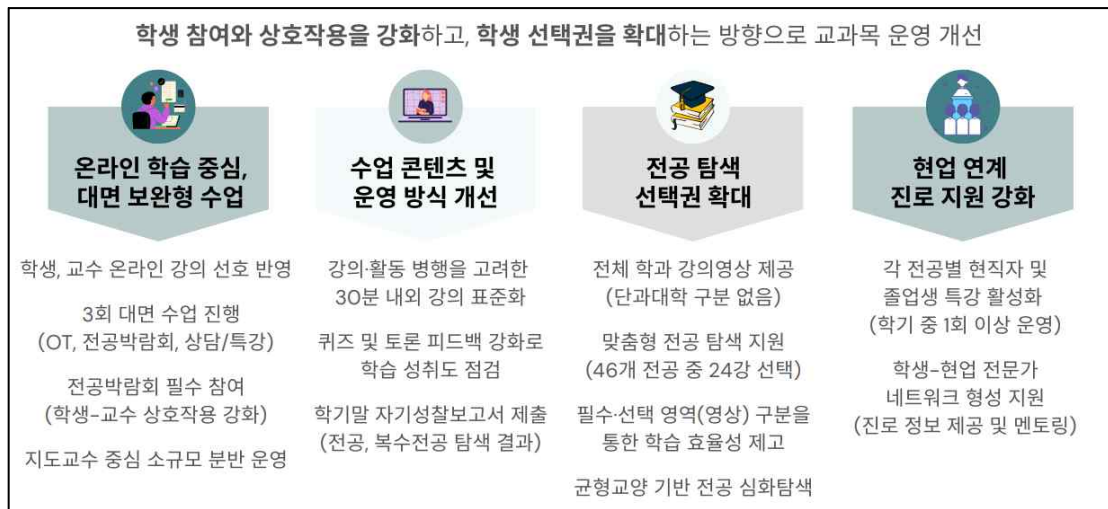 학생 참여와 상호작용을 강화하고, 학생 선택권을 확대하는 방향으로 교과목 운영 개선
온라인 학습 중심,
대면 보완형 수업
학생, 교수 온라인 강의 선호 반영
3회 대면 수업 진행
(OT, 전공박람회, 상담/특강)
전공박람회 필수 참여
(학생-교수 상호작용 강화)
지도교수 중심 소규모 분반 운영
수업 콘텐츠 및
운영 방식 개선
강의·활동 병행을 고려한
30분 내외 강의 표준화
퀴즈 및 토론 피드백 강화로
학습 성취도 점검
학기말 자기성찰보고서 제출
(전공, 복수전공 탐색 결과)
전공 탐색
선택권 확대
전체 학과 강의영상 제공
(단과대학 구분 없음)
맞춤형 전공 탐색 지원
(46개 전공 중 24강 선택)
필수·선택 영역(영상) 구분을
통한 학습 효율성 제고
균형교양 기반 전공 심화탐색
현업 연계
진로 지원 강화
각 전공별 현직자 및
졸업생 특강 활성화
(학기 중 1회 이상 운영)
학생-현업 전문가
네트워크 형성 지원
(진로 정보 제공 및 멘토링)